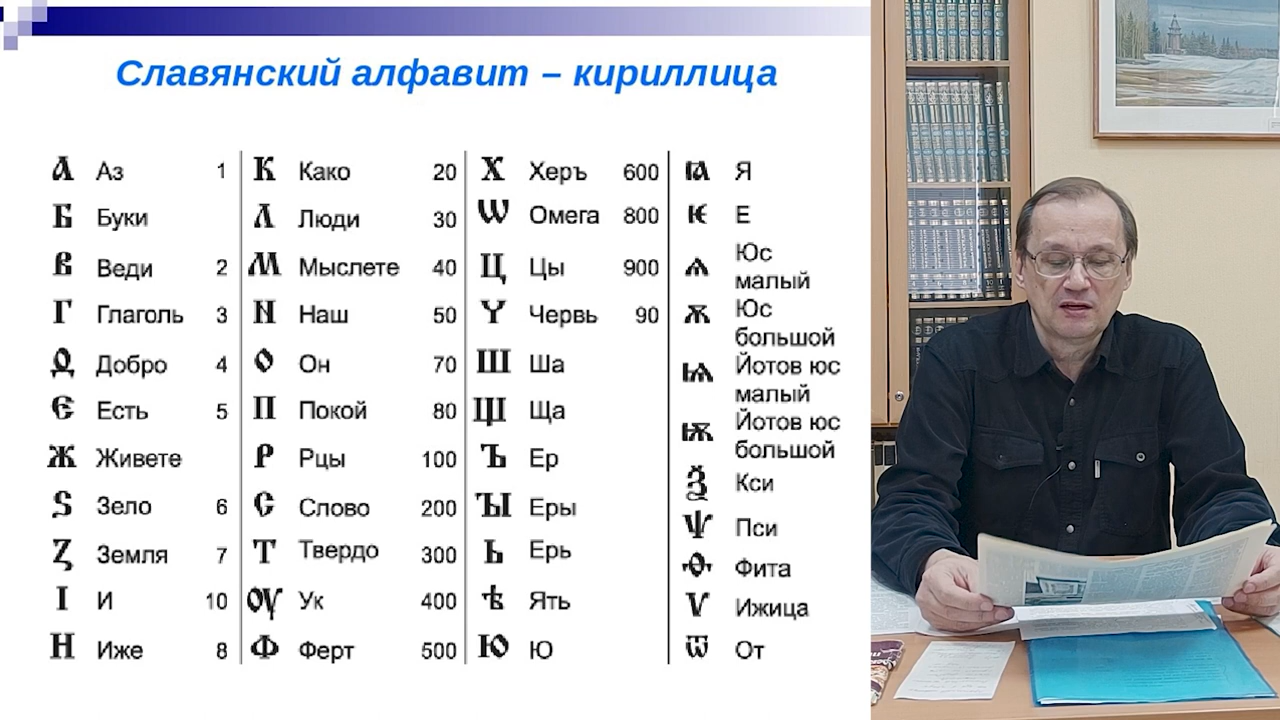 Славянский алфавит – кириллица
Ѧ Аз 1
Б Буки
В Веди 2
Г Глаголь 3
Д Добро 4
Є Есть 5
Ж Живете
Ѕ Зело 6
Ꙁ Земля 7
І И 10
Н Иже 8
К Како 20
Л Люди 30
М Мыслете 40
N Наш 50
О Он 70
П Покой 80
Р Рцы 100
С Слово 200
Т Твердо 300
ОУ Ук 400
Ф Ферт 500
Х Херъ 600
Ѡ Омега 800
Ц Цы 900
Ч Червь 90
Ш Ша
Щ Ща
Ъ Ер
Ꙑ Еры
Ь Ерь
Ѣ Ять
Ю Ю
Ꙗ Я
Ѥ Е
Ѧ Юс
малый
Ѫ Юс
большой
Ѩ Йотов юс
малый
Ѭ Йотов юс
большой
Ѯ Кси
Ѱ Пси
Ѳ Фита
Ѵ Ижица
Ѿ От